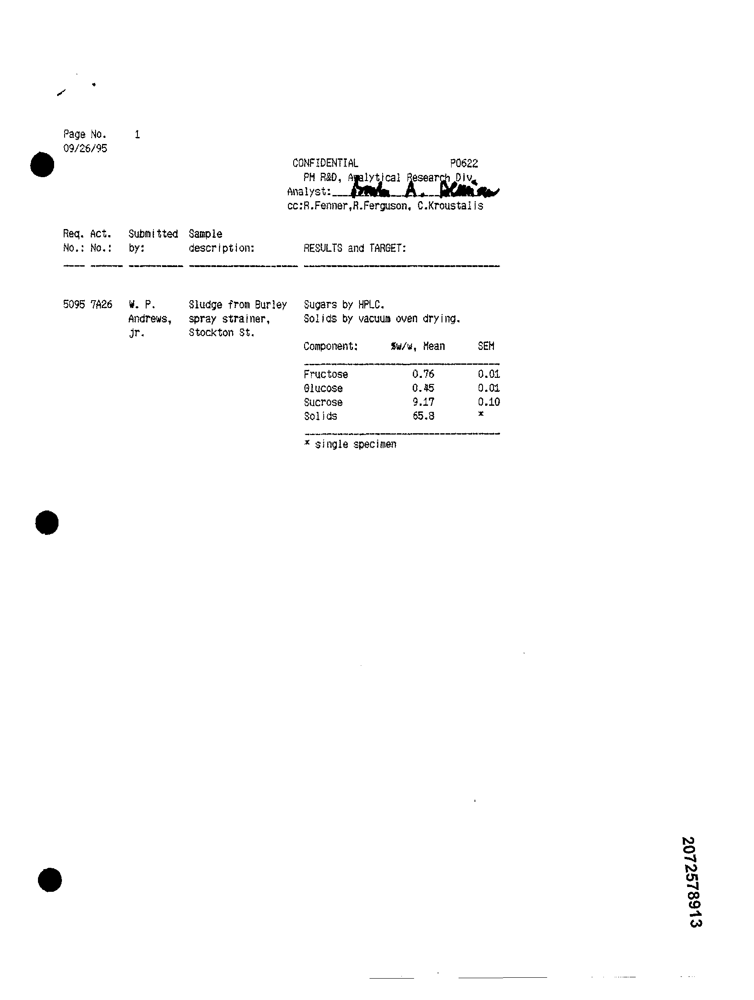 Page No. 1
09/26/95
CONFIDENTIAL P0622
PM R&D, Analytical Research Div.
Analyst: A.
cc:R.Fenner,R.Ferguson, C.Kroustalis
Req. Act. Submitted Sample
No.: No.: by: description: RESULTS and TARGET:
5095 7A26 W. P. Sludge from Burley Sugars by HPLC.
Andrews, spray strainer, Solids by vacuum oven drying.
jr. Stockton St.
Component: %w/w, Mean SEM
Fructose 0.76 0.01
Glucose 0.45 0.01
Sucrose 9.17 0.10
Solids 65.8 *
* single specimen
2072578913